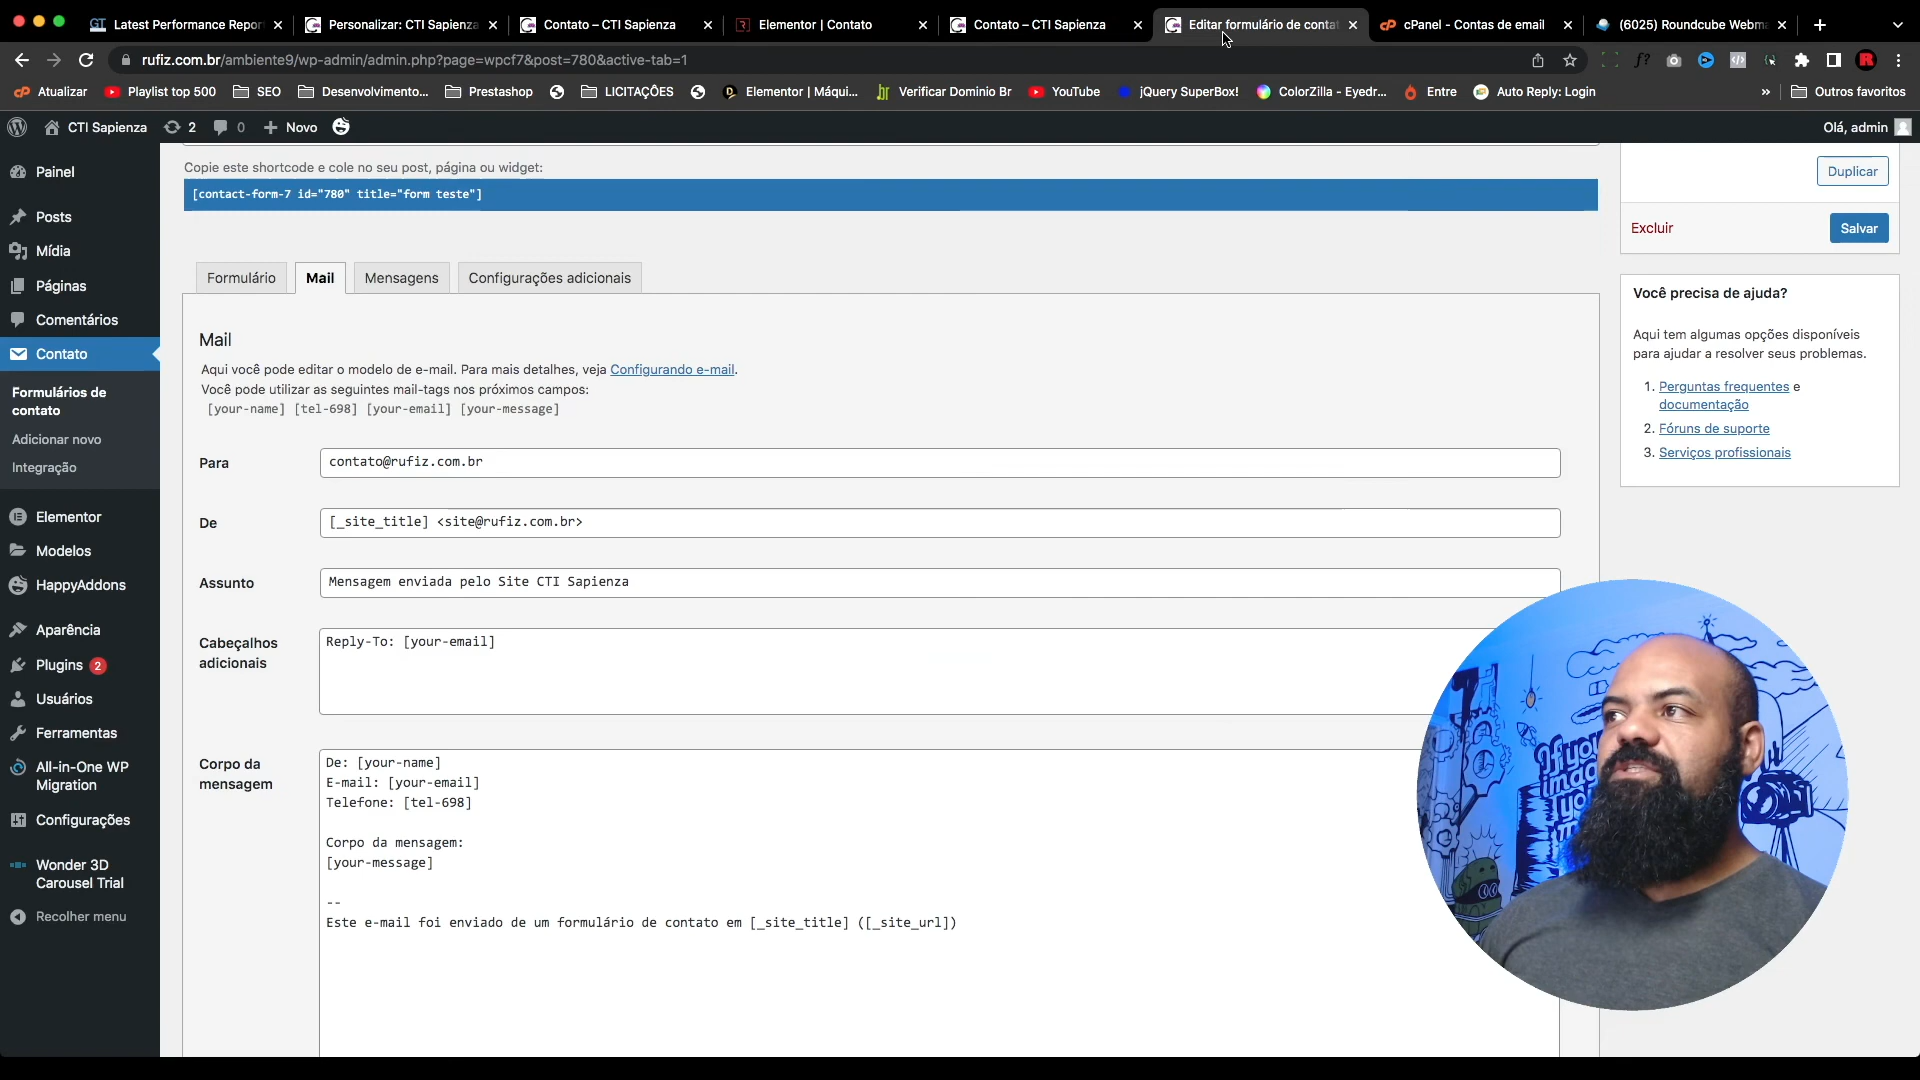 Latest Performance Repor
Personalizar: CTI Sapienza
Contato – CTI Sapienza
Elementor | Contato
Contato – CTI Sapienza
Editar formulário de conta
cPanel - Contas de email
(6025) Roundcube Webma
rufiz.com.br/ambiente9/wp-admin/admin.php?page=wpcf7&post=780&active-tab=1
Atualizar
Playlist top 500
SEO
Desenvolvimento...
Prestashop
LICITAÇÕES
Elementor | Máqui...
Verificar Dominio Br
YouTube
jQuery SuperBox!
ColorZilla - Eyedr...
Entre
Auto Reply: Login
»
Outros favoritos
CTI Sapienza
2
0
Novo
Olá, admin
Painel
Posts
Mídia
Páginas
Comentários
Contato
Formulários de
contato
Adicionar novo
Integração
Elementor
Modelos
HappyAddons
Aparência
Plugins 2
Usuários
Ferramentas
All-in-One WP
Migration
Configurações
Wonder 3D
Carousel Trial
Recolher menu
Copie este shortcode e cole no seu post, página ou widget:
[contact-form-7 id="780" title="form teste"]
Formulário
Mail
Mensagens
Configurações adicionais
Mail
Aqui você pode editar o modelo de e-mail. Para mais detalhes, veja Configurando e-mail.
Você pode utilizar as seguintes mail-tags nos próximos campos:
[your-name] [tel-698] [your-email] [your-message]
Para
contato@rufiz.com.br
De
[_site_title] <site@rufiz.com.br>
Assunto
Mensagem enviada pelo Site CTI Sapienza
Cabeçalhos
adicionais
Reply-To: [your-email]
Corpo da
mensagem
De: [your-name]
E-mail: [your-email]
Telefone: [tel-698]
Corpo da mensagem:
[your-message]
--
Este e-mail foi enviado de um formulário de contato em [_site_title] ([_site_url])
Duplicar
Excluir
Salvar
Você precisa de ajuda?
Aqui tem algumas opções disponíveis
para ajudar a resolver seus problemas.
1. Perguntas frequentes e
documentação
2. Fóruns de suporte
3. Serviços profissionais
If you
imag